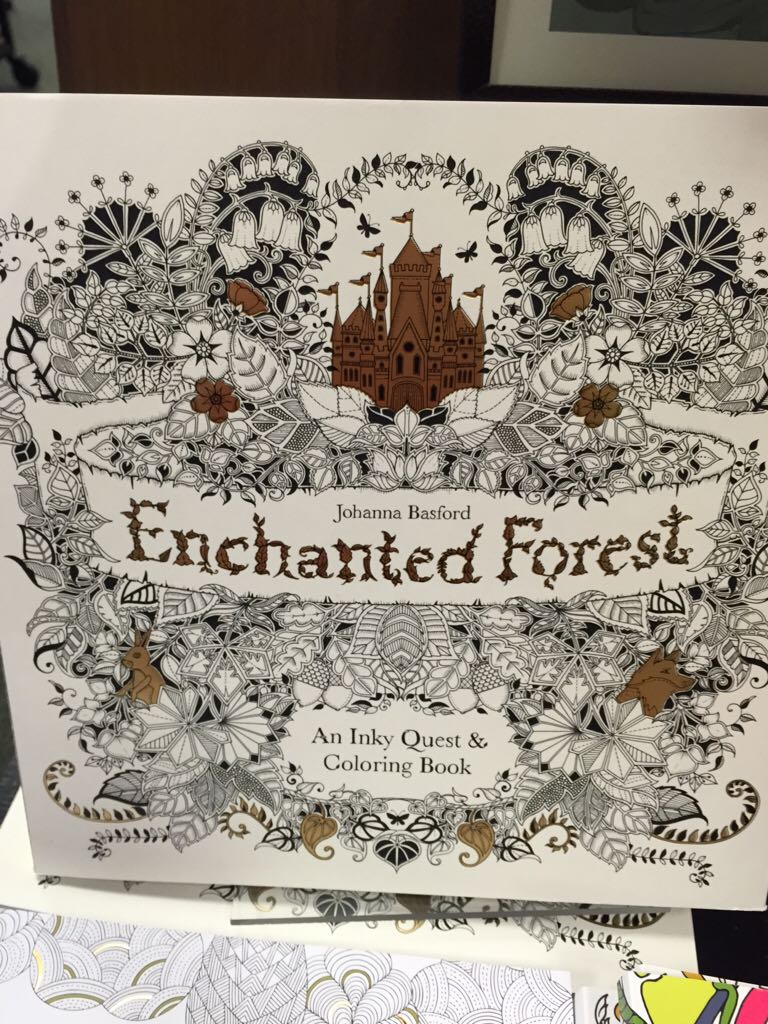 Johanna Basford
Enchanted Forest
An Inky Quest &
Coloring Book